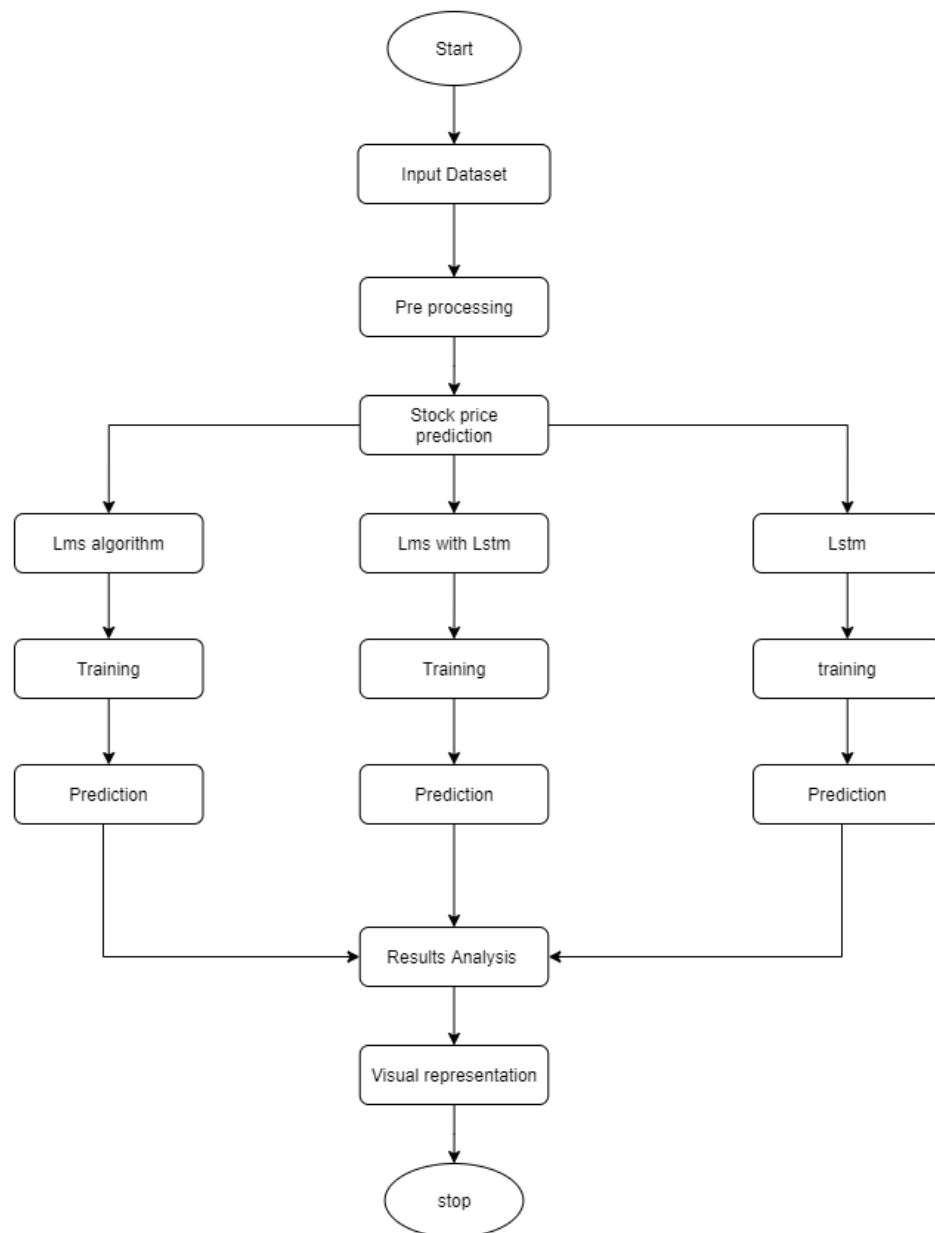 Start
Input Dataset
Pre processing
Stock price
prediction
Lms algorithm
Lms with Lstm
Lstm
Training
Training
training
Prediction
Prediction
Prediction
Results Analysis
Visual representation
stop